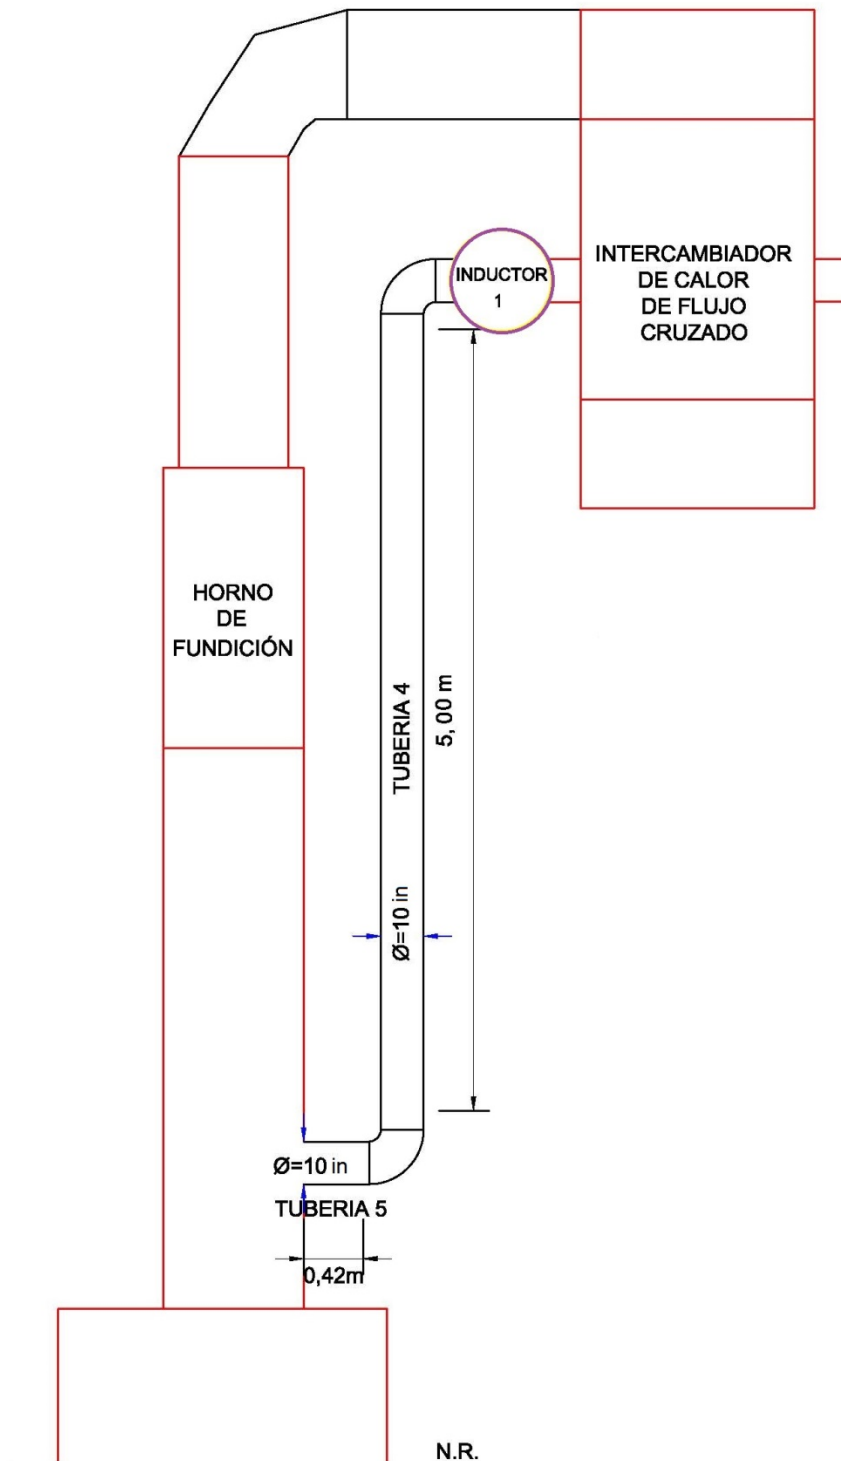 INDUCTOR
1
INTERCAMBIADOR
DE CALOR
DE FLUJO
CRUZADO
HORNO
DE
FUNDICIÓN
TUBERIA 4
5, 00 m
Ø=10 in
Ø=10 in
TUBERIA 5
0,42m
N.R.